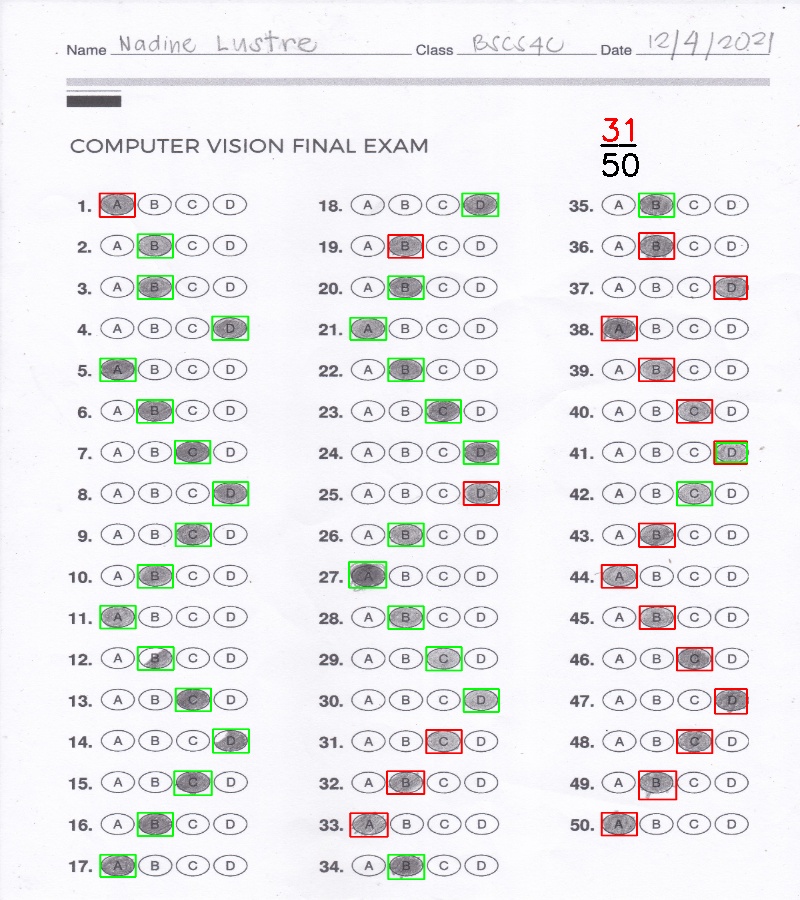 Name Nadine Lustre Class BSCS4C Date 12/4/2021
COMPUTER VISION FINAL EXAM
31
50
1. A B C D 18. A B C D 35. A B C D
2. A B C D 19. A B C D 36. A B C D
3. A B C D 20. A B C D 37. A B C D
4. A B C D 21. A B C D 38. A B C D
5. A B C D 22. A B C D 39. A B C D
6. A B C D 23. A B C D 40. A B C D
7. A B C D 24. A B C D 41. A B C D
8. A B C D 25. A B C D 42. A B C D
9. A B C D 26. A B C D 43. A B C D
10. A B C D 27. A B C D 44. A B C D
11. A B C D 28. A B C D 45. A B C D
12. A B C D 29. A B C D 46. A B C D
13. A B C D 30. A B C D 47. A B C D
14. A B C D 31. A B C D 48. A B C D
15. A B C D 32. A B C D 49. A B C D
16. A B C D 33. A B C D 50. A B C D
17. A B C D 34. A B C D